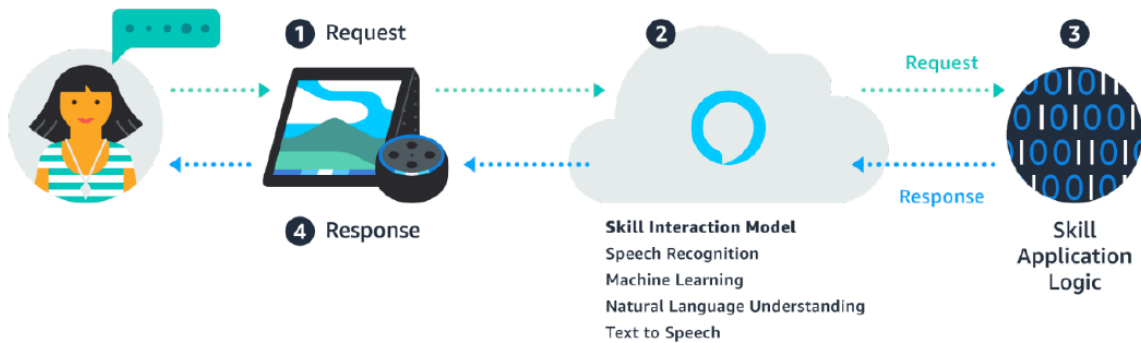 1 Request
2
3
Request
Response
4 Response
Skill Interaction Model
Speech Recognition
Machine Learning
Natural Language Understanding
Text to Speech
Skill
Application
Logic